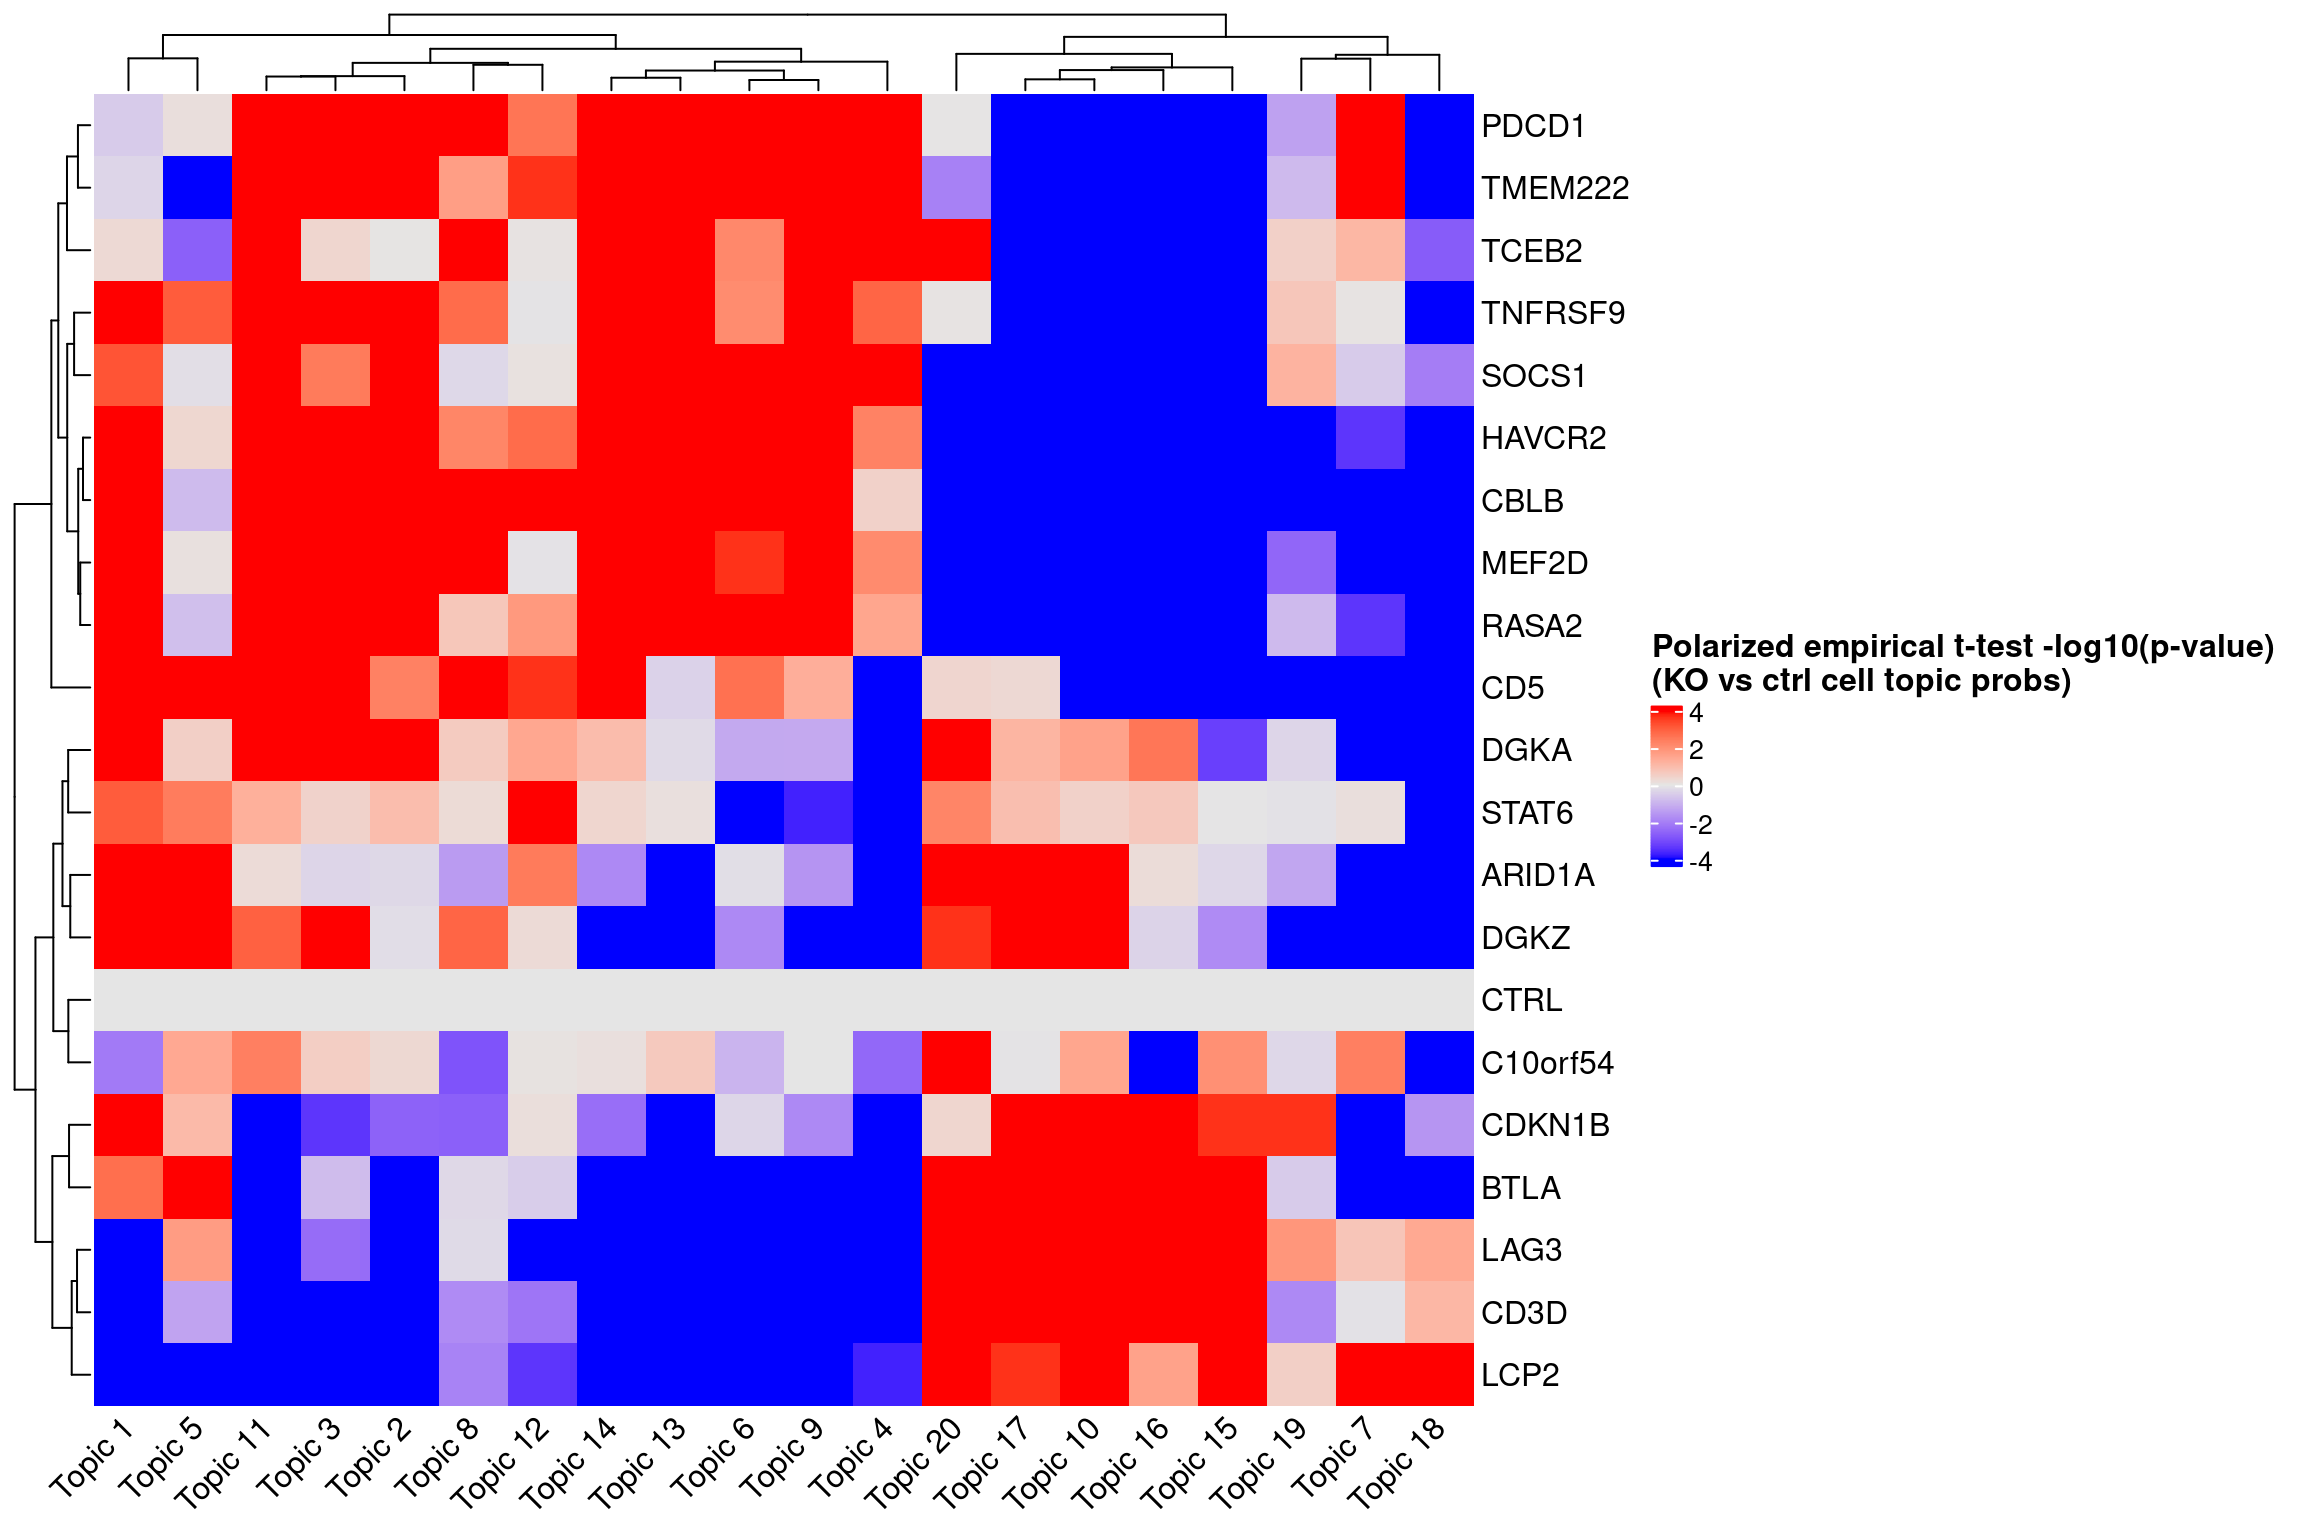 PDCD1
TMEM222
TCEB2
TNFRSF9
SOCS1
HAVCR2
CBLB
MEF2D
RASA2
CD5
DGKA
STAT6
ARID1A
DGKZ
CTRL
C10orf54
CDKN1B
BTLA
LAG3
CD3D
LCP2
Polarized empirical t-test -log10(p-value)
(KO vs ctrl cell topic probs)
4
2
0
-2
-4
Topic 1
Topic 5
Topic 11
Topic 3
Topic 2
Topic 8
Topic 12
Topic 14
Topic 13
Topic 6
Topic 9
Topic 4
Topic 20
Topic 17
Topic 10
Topic 16
Topic 15
Topic 19
Topic 7
Topic 18